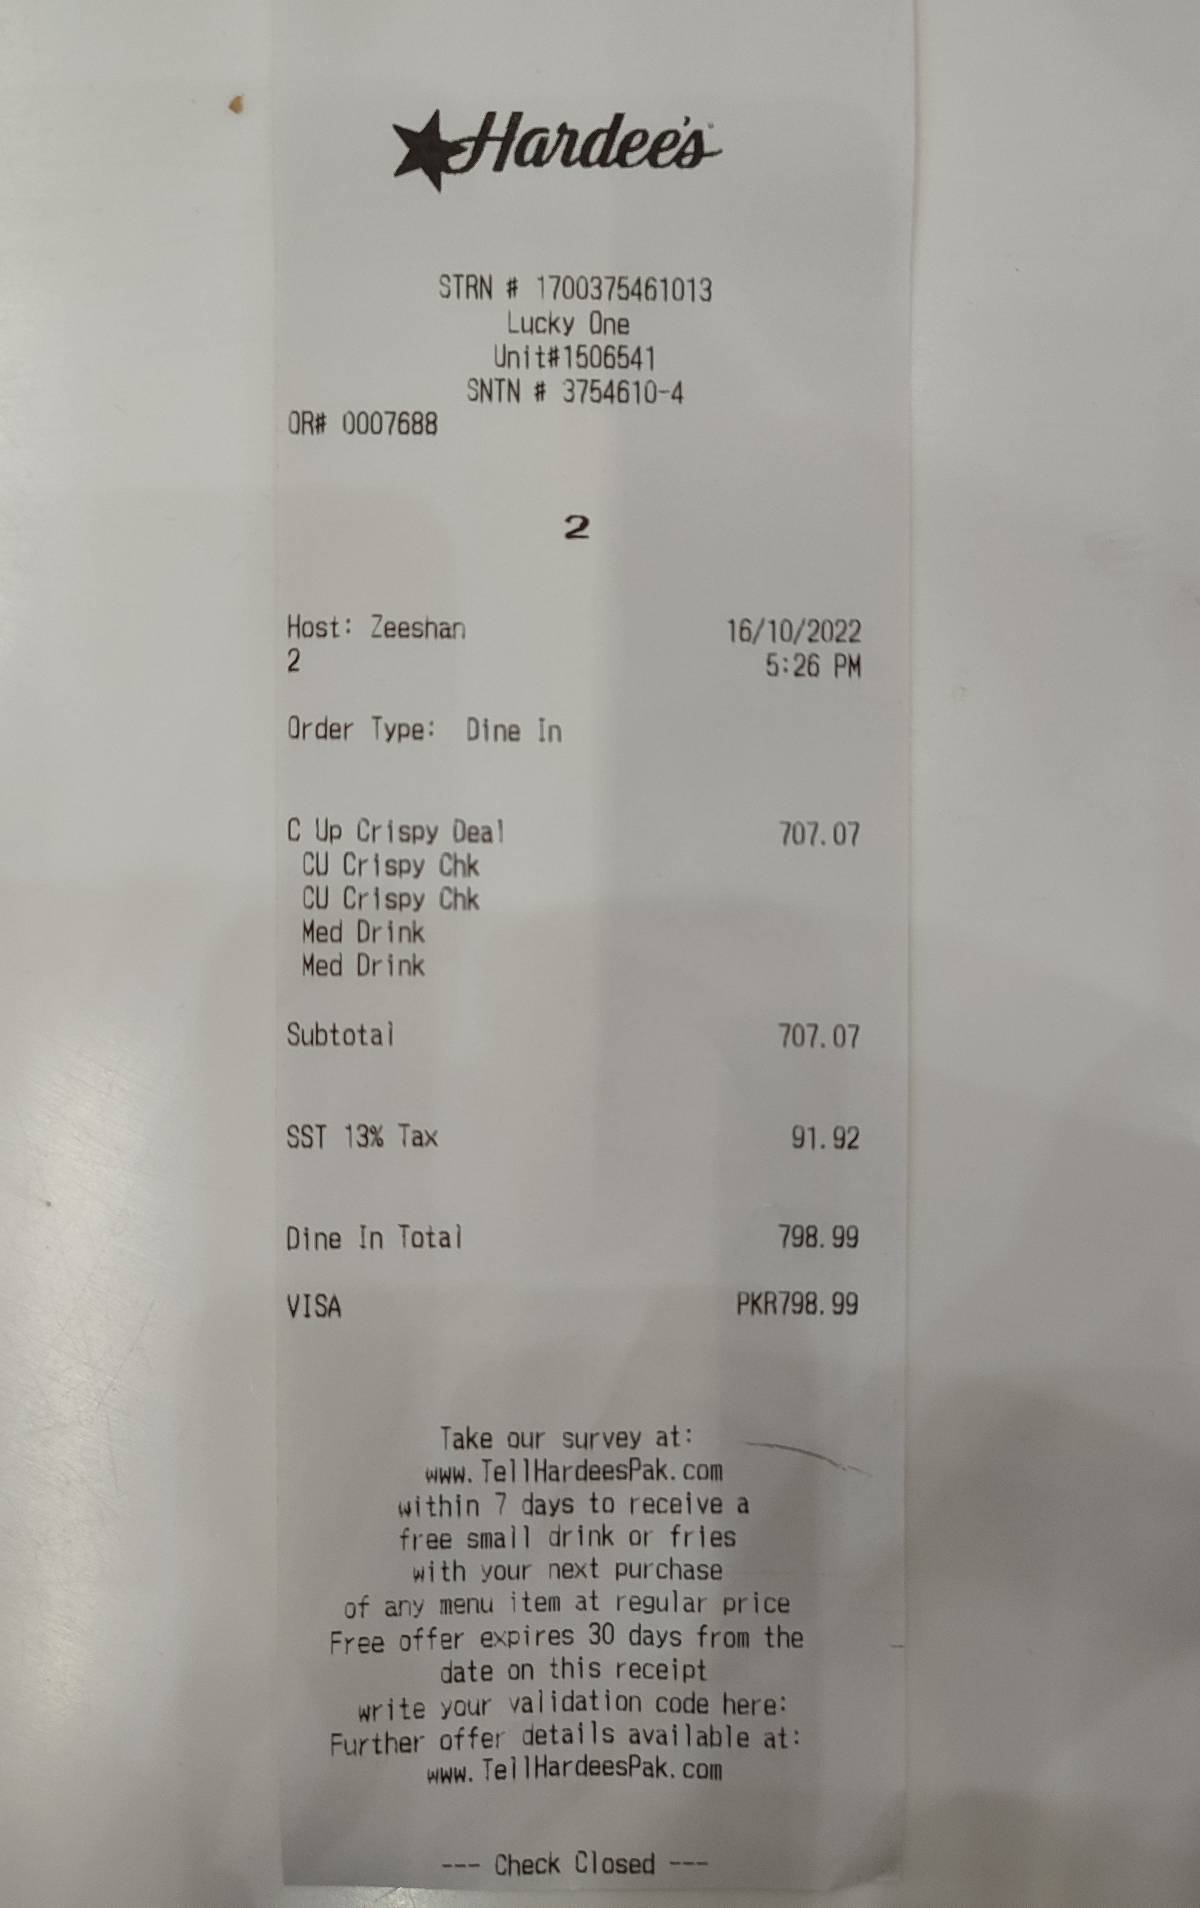 Hardee's
STRN # 1700375461013
Lucky One
Unit#1506541
SNTN # 3754610-4
OR# 0007688
2
Host: Zeeshan 16/10/2022
2 5:26 PM
Order Type: Dine In
C Up Crispy Deal 707.07
CU Crispy Chk
CU Crispy Chk
Med Drink
Med Drink
Subtotal 707.07
SST 13% Tax 91.92
Dine In Total 798.99
VISA PKR798.99
Take our survey at:
www.TellHardeesPak.com
within 7 days to receive a
free small drink or fries
with your next purchase
of any menu item at regular price
Free offer expires 30 days from the
date on this receipt
write your validation code here:
Further offer details available at:
www.TellHardeesPak.com
--- Check Closed ---